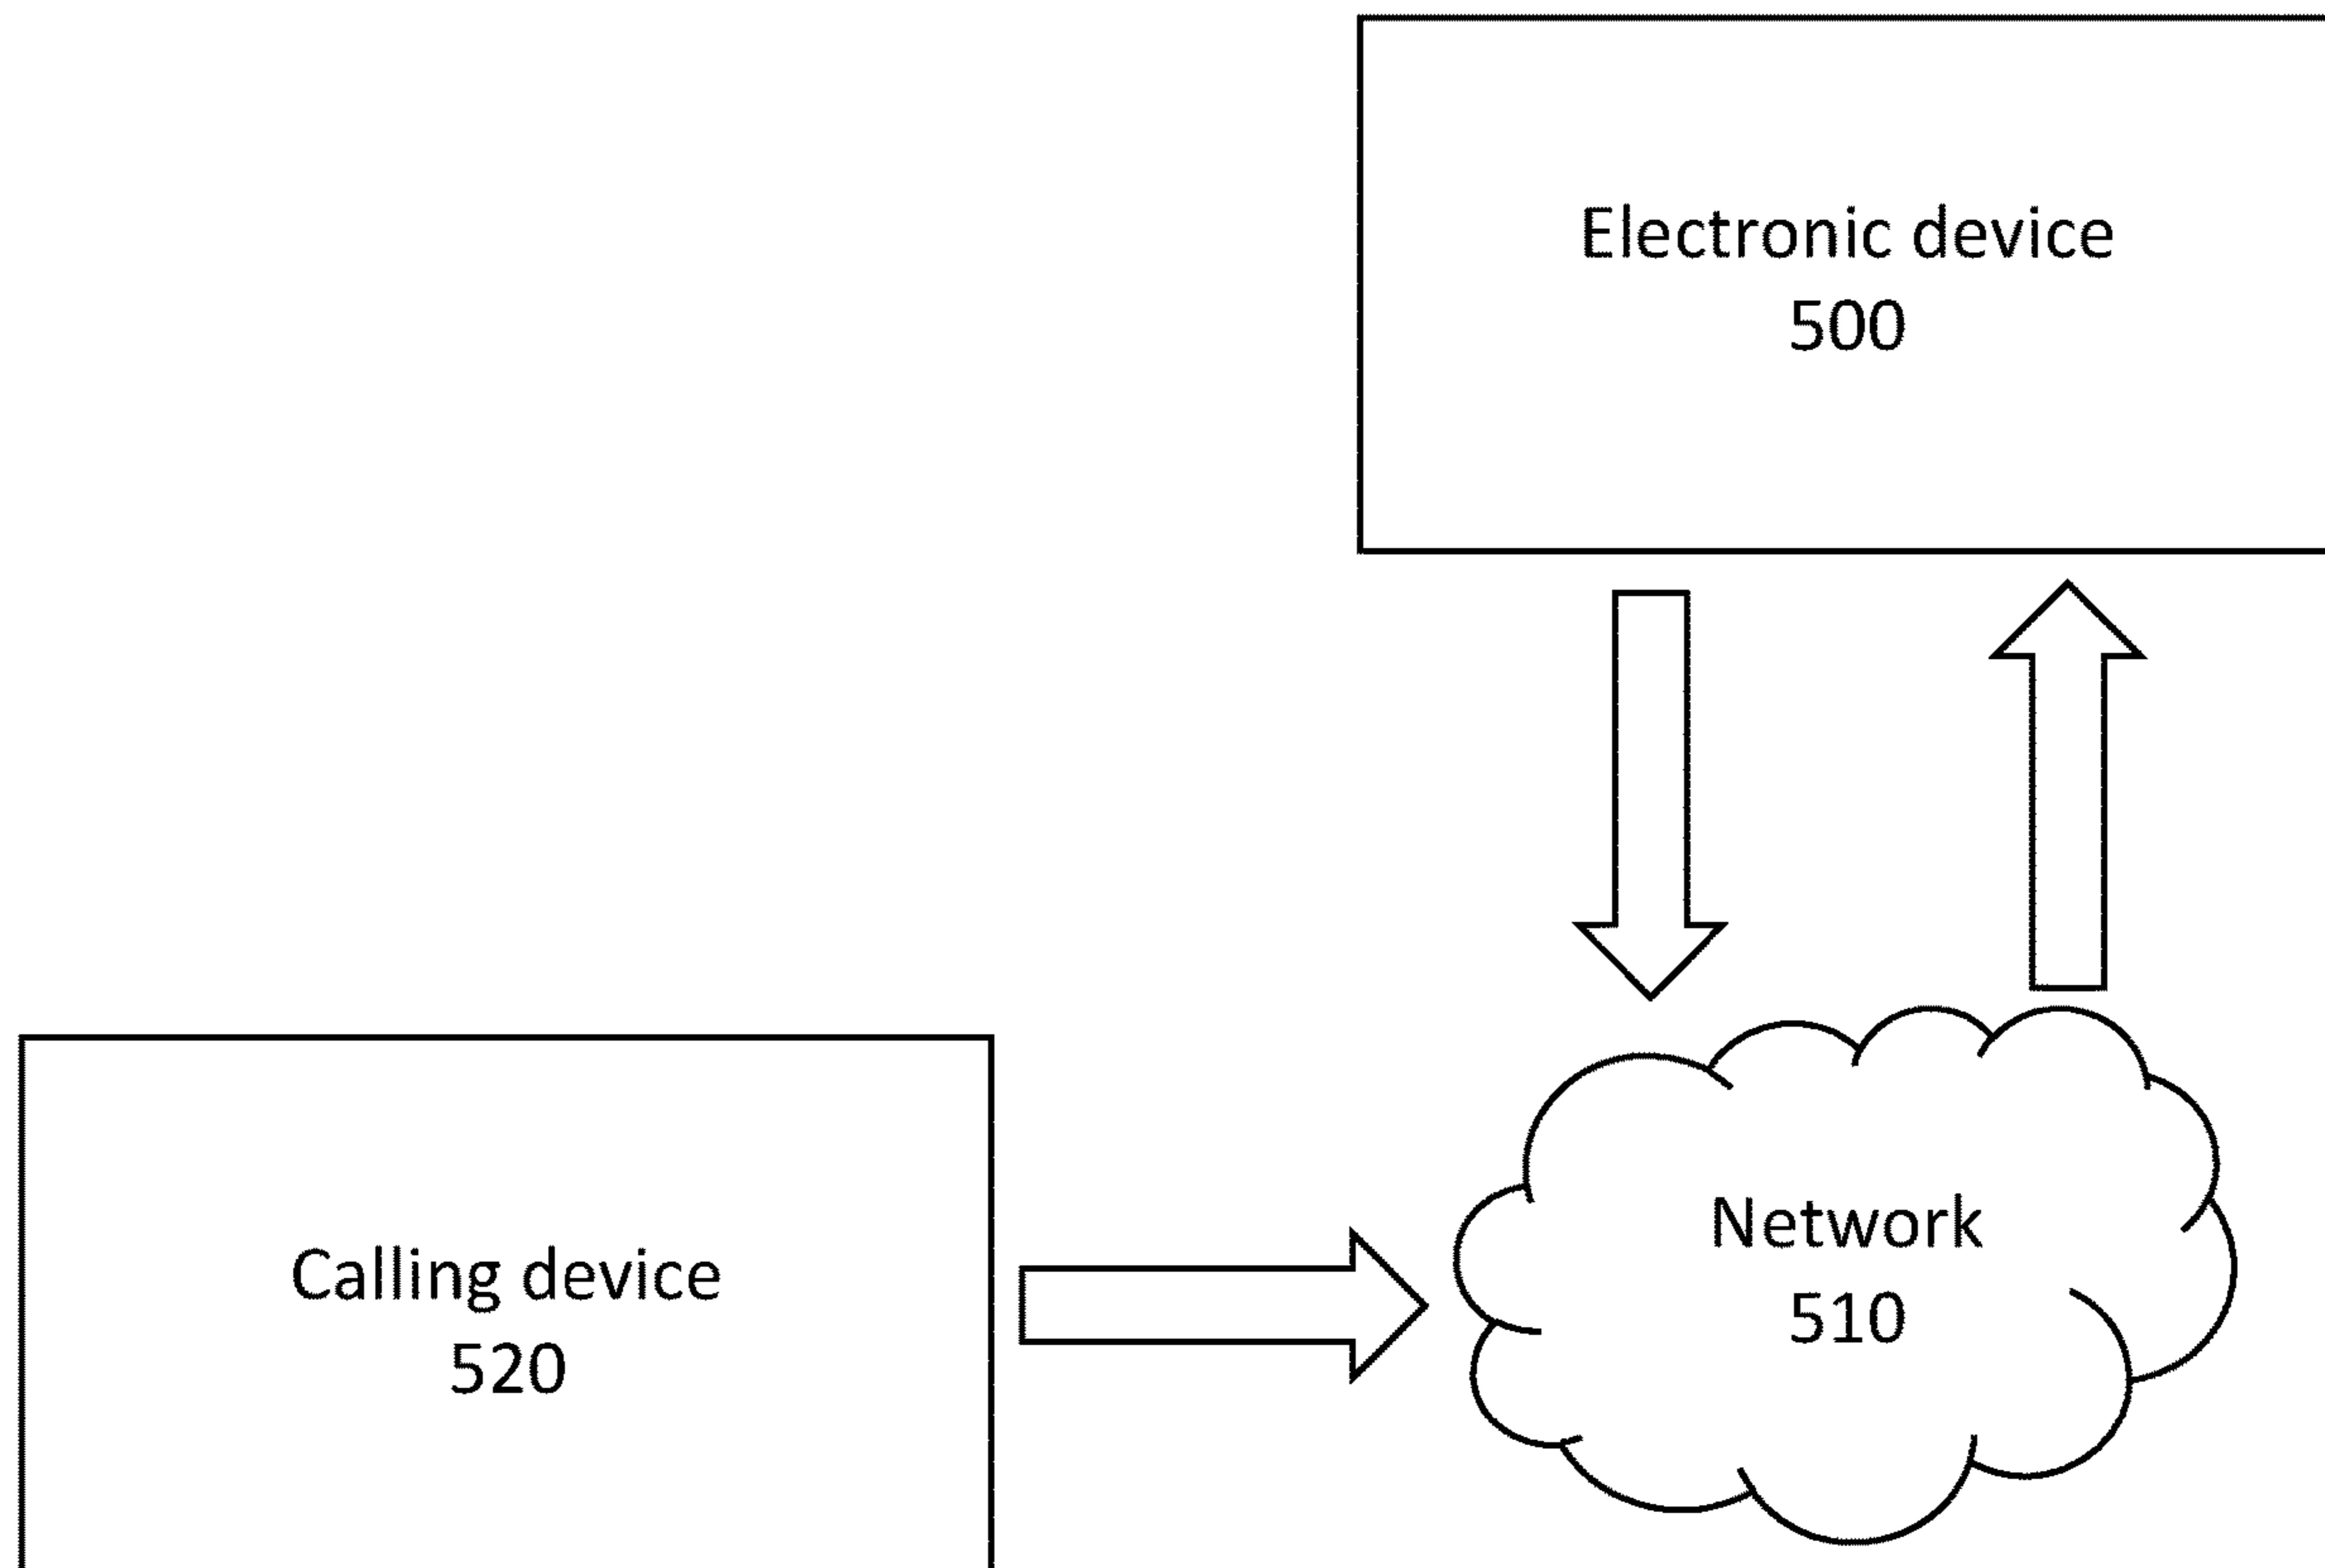 Electronic device
500
Network
510
Calling device
520